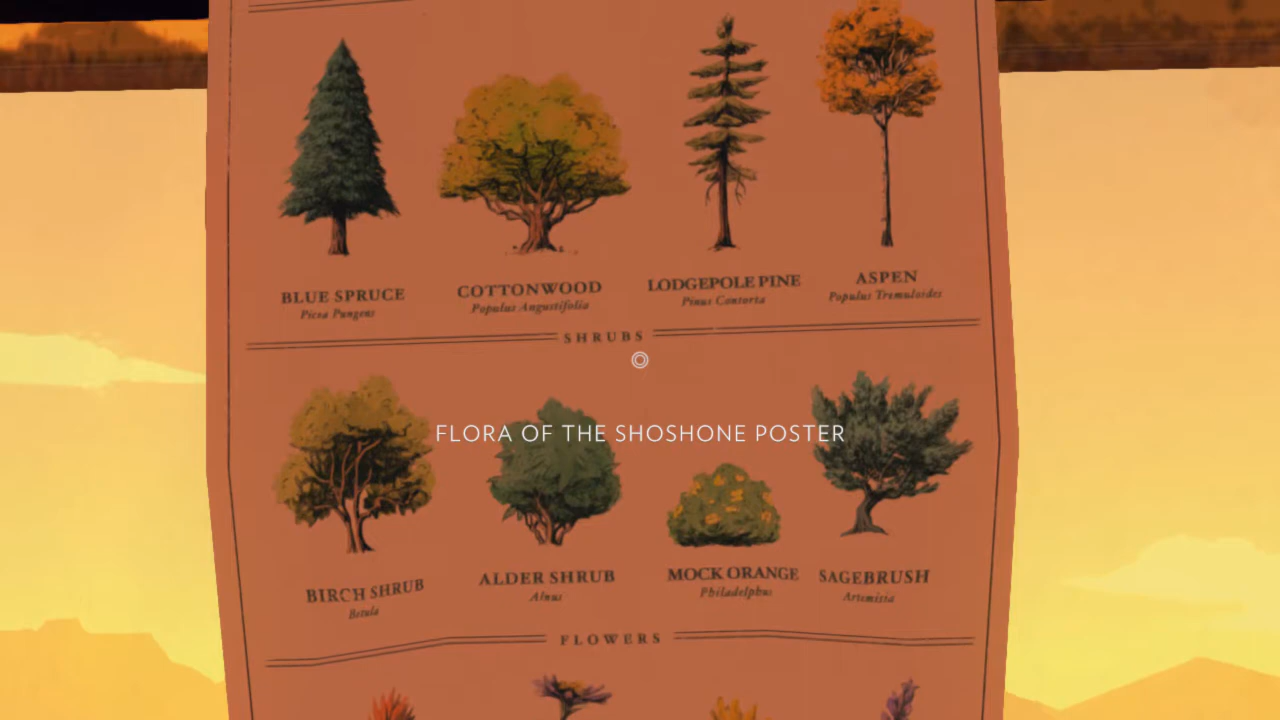 BLUE SPRUCE
Picea Pungens
COTTONWOOD
Populus Angustifolia
LODGEPOLE PINE
Pinus Contorta
ASPEN
Populus Tremuloides
SHRUBS
FLORA OF THE SHOSHONE POSTER
BIRCH SHRUB
Betula
ALDER SHRUB
Alnus
MOCK ORANGE
Philadelphus
SAGEBRUSH
Artemisia
FLOWERS